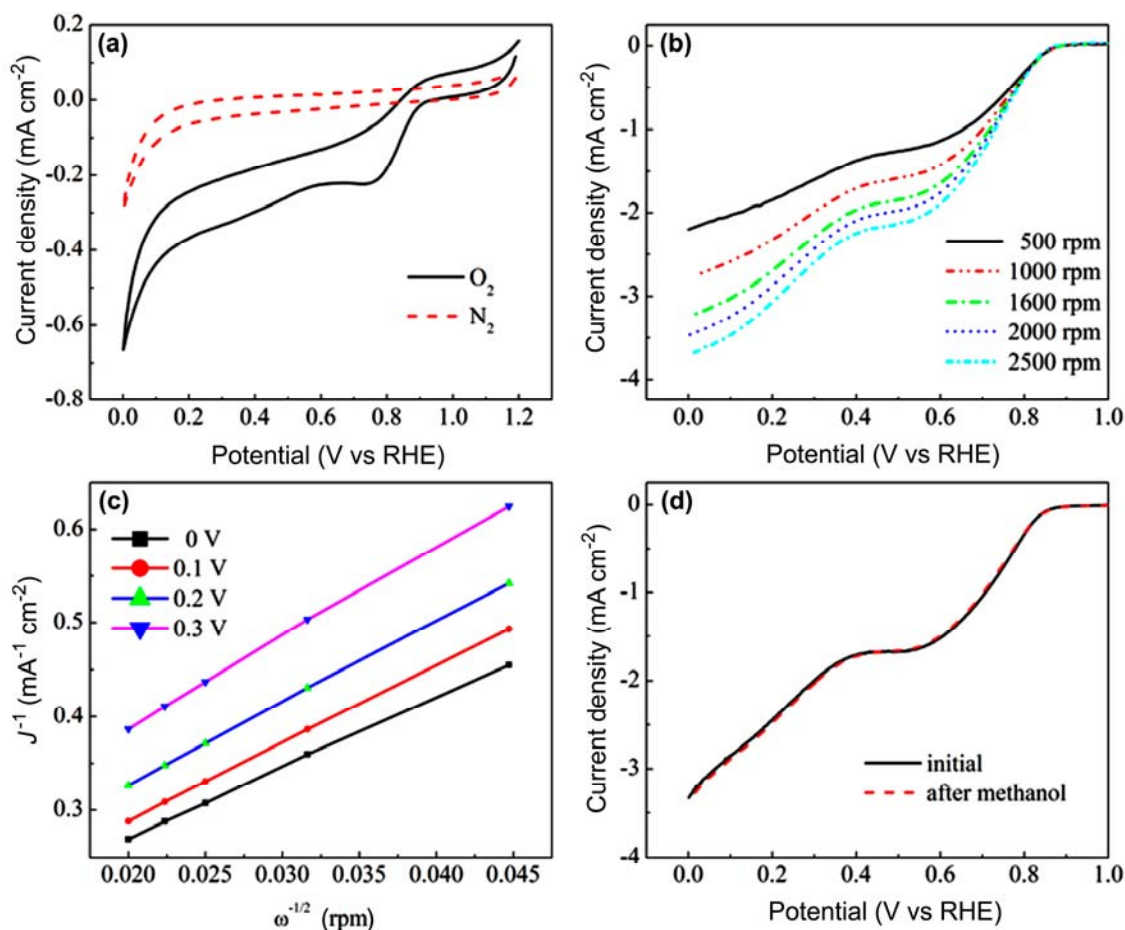 (a)
0.2
0.0
-0.2
-0.4
-0.6
-0.8
Current density (mA cm⁻²)
O₂
N₂
0.0 0.2 0.4 0.6 0.8 1.0 1.2
Potential (V vs RHE)
(b)
0
-1
-2
-3
-4
Current density (mA cm⁻²)
500 rpm
1000 rpm
1600 rpm
2000 rpm
2500 rpm
0.0 0.2 0.4 0.6 0.8 1.0
Potential (V vs RHE)
(c)
0.6
0.5
0.4
0.3
J⁻¹ (mA⁻¹ cm⁻²)
0 V
0.1 V
0.2 V
0.3 V
0.020 0.025 0.030 0.035 0.040 0.045
ω⁻¹/² (rpm)
(d)
0
-1
-2
-3
-4
Current density (mA cm⁻²)
initial
after methanol
0.0 0.2 0.4 0.6 0.8 1.0
Potential (V vs RHE)